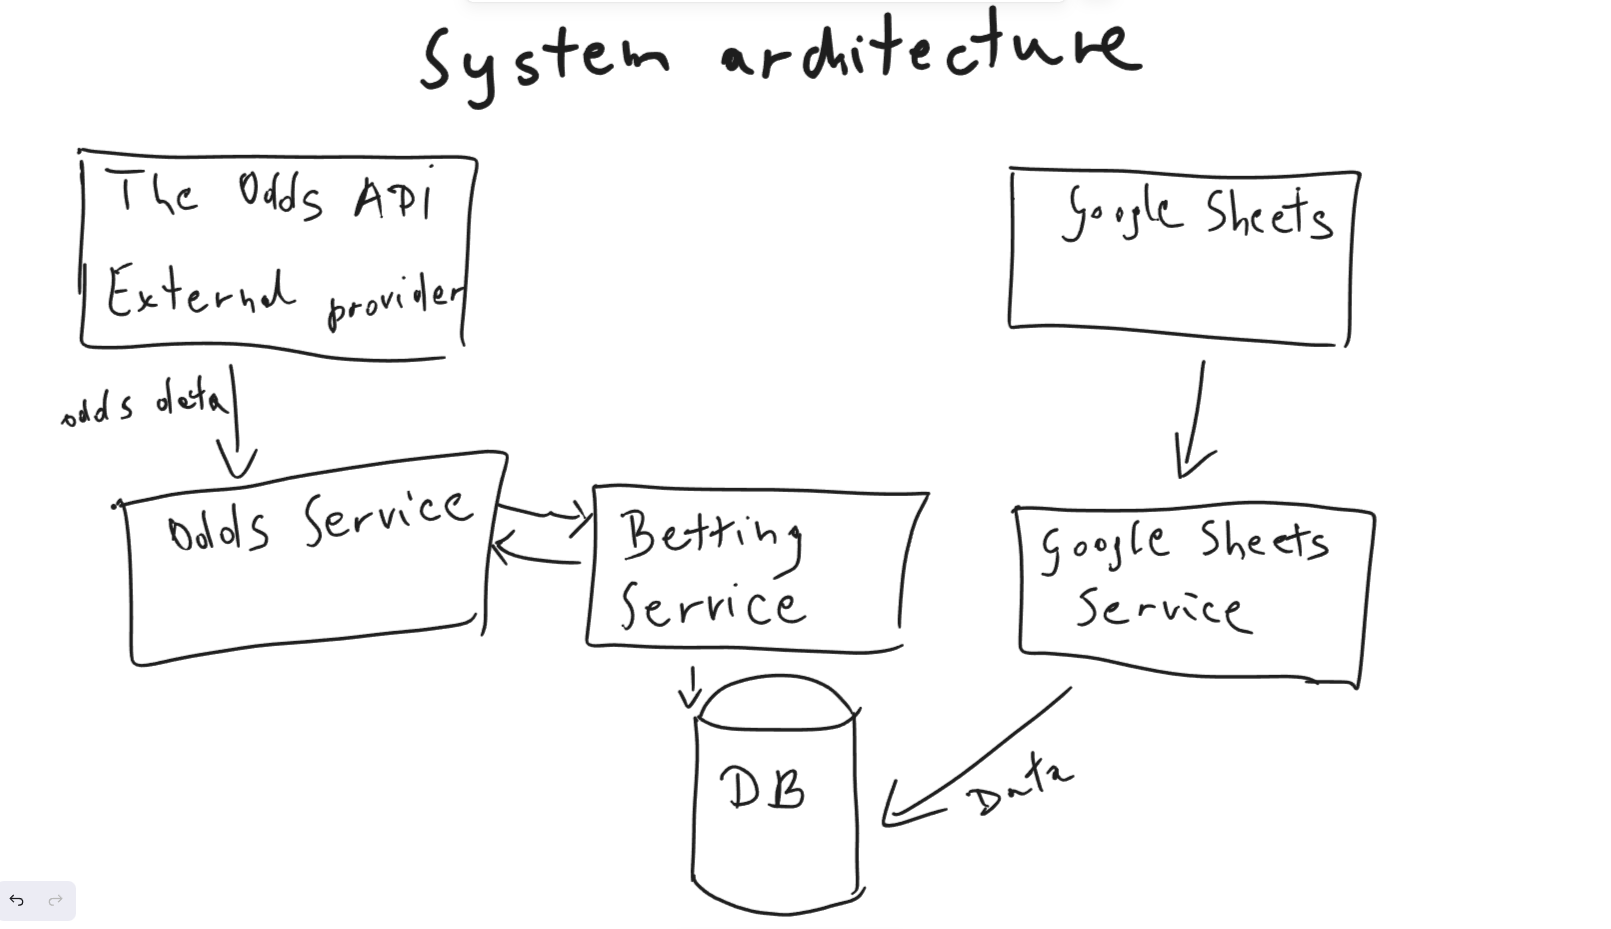 System architecture
The Odds API
External provider
Google Sheets
odds data
Odds Service
Betting
Service
Google Sheets
Service
DB
Data